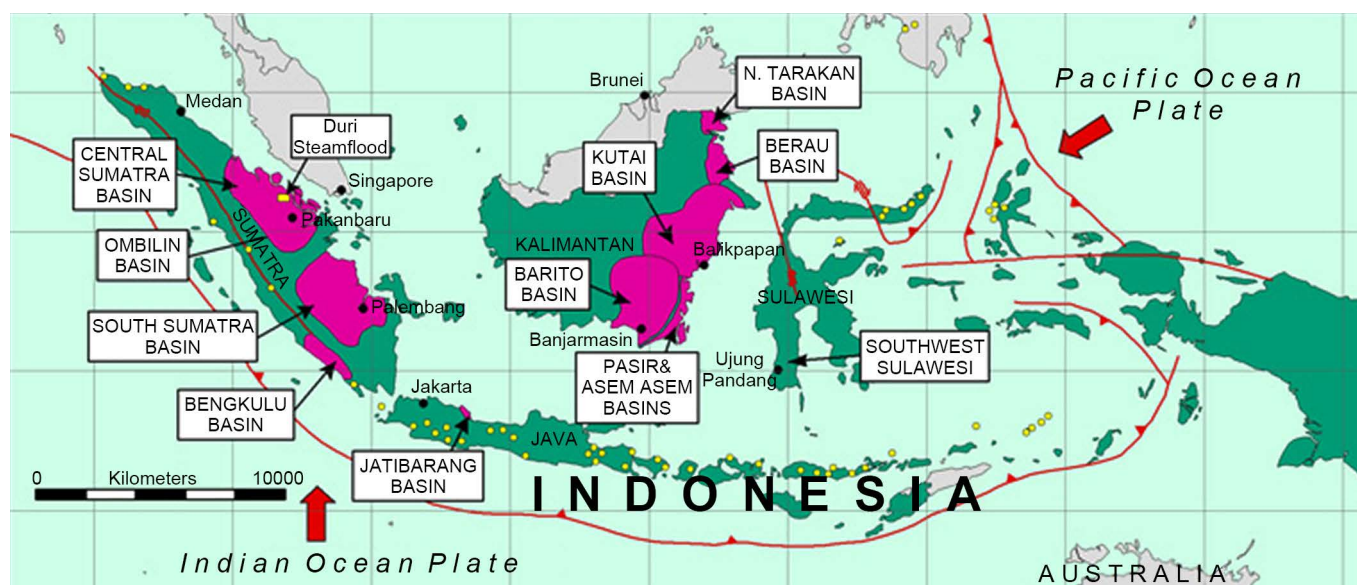 Pacific Ocean
Plate
N. TARAKAN
BASIN
Brunei
Medan
Duri
Steamflood
CENTRAL
SUMATRA
BASIN
KUTAI
BASIN
BERAU
BASIN
Singapore
Pakanbaru
SUMATRA
OMBILIN
BASIN
KALIMANTAN
Balikpapan
BARITO
BASIN
SULAWESI
Palembang
SOUTH SUMATRA
BASIN
Banjarmasin
Ujung
Pandang
SOUTHWEST
SULAWESI
PASIR&
ASEM ASEM
BASINS
Jakarta
BENGKULU
BASIN
JAVA
JATIBARANG
BASIN
0 Kilometers 10000
INDONESIA
Indian Ocean Plate
AUSTRALIA